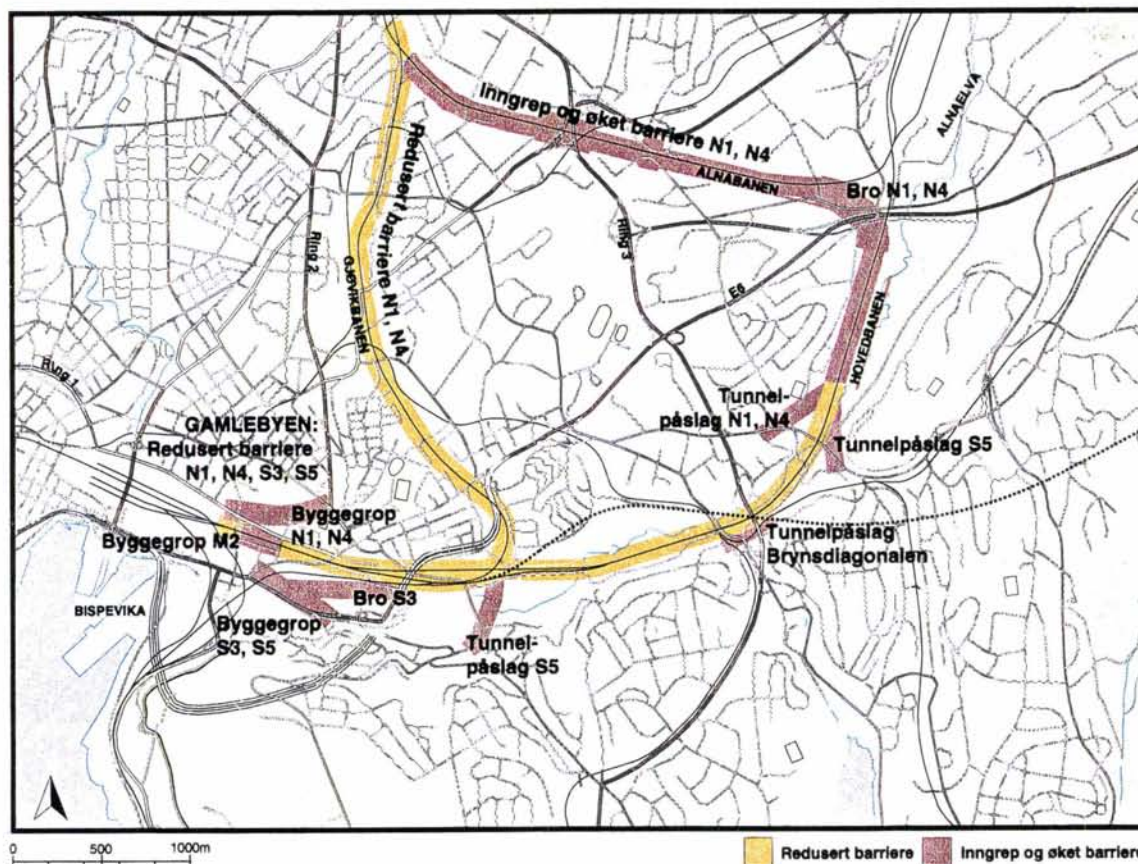 Inngrep og øket barriere N1, N4
ALNABANEN
ALNAELVA
Bro N1, N4
Redusert barriere N1, N4
GJØVIKBANEN
Ring 2
Ring 3
E6
HOVEDBANEN
Ring 1
GAMLEBYEN:
Redusert barriere
N1, N4, S3, S5
Tunnel-
påslag N1, N4
Tunnelpåslag S5
Byggegrop
N1, N4
Byggegrop M2
Tunnelpåslag
Brynsdiagonalen
Bro S3
BISPEVIKA
Byggegrop
S3, S5
Tunnel-
påslag S5
0 500 1000m
Redusert barriere
Inngrep og øket barriere